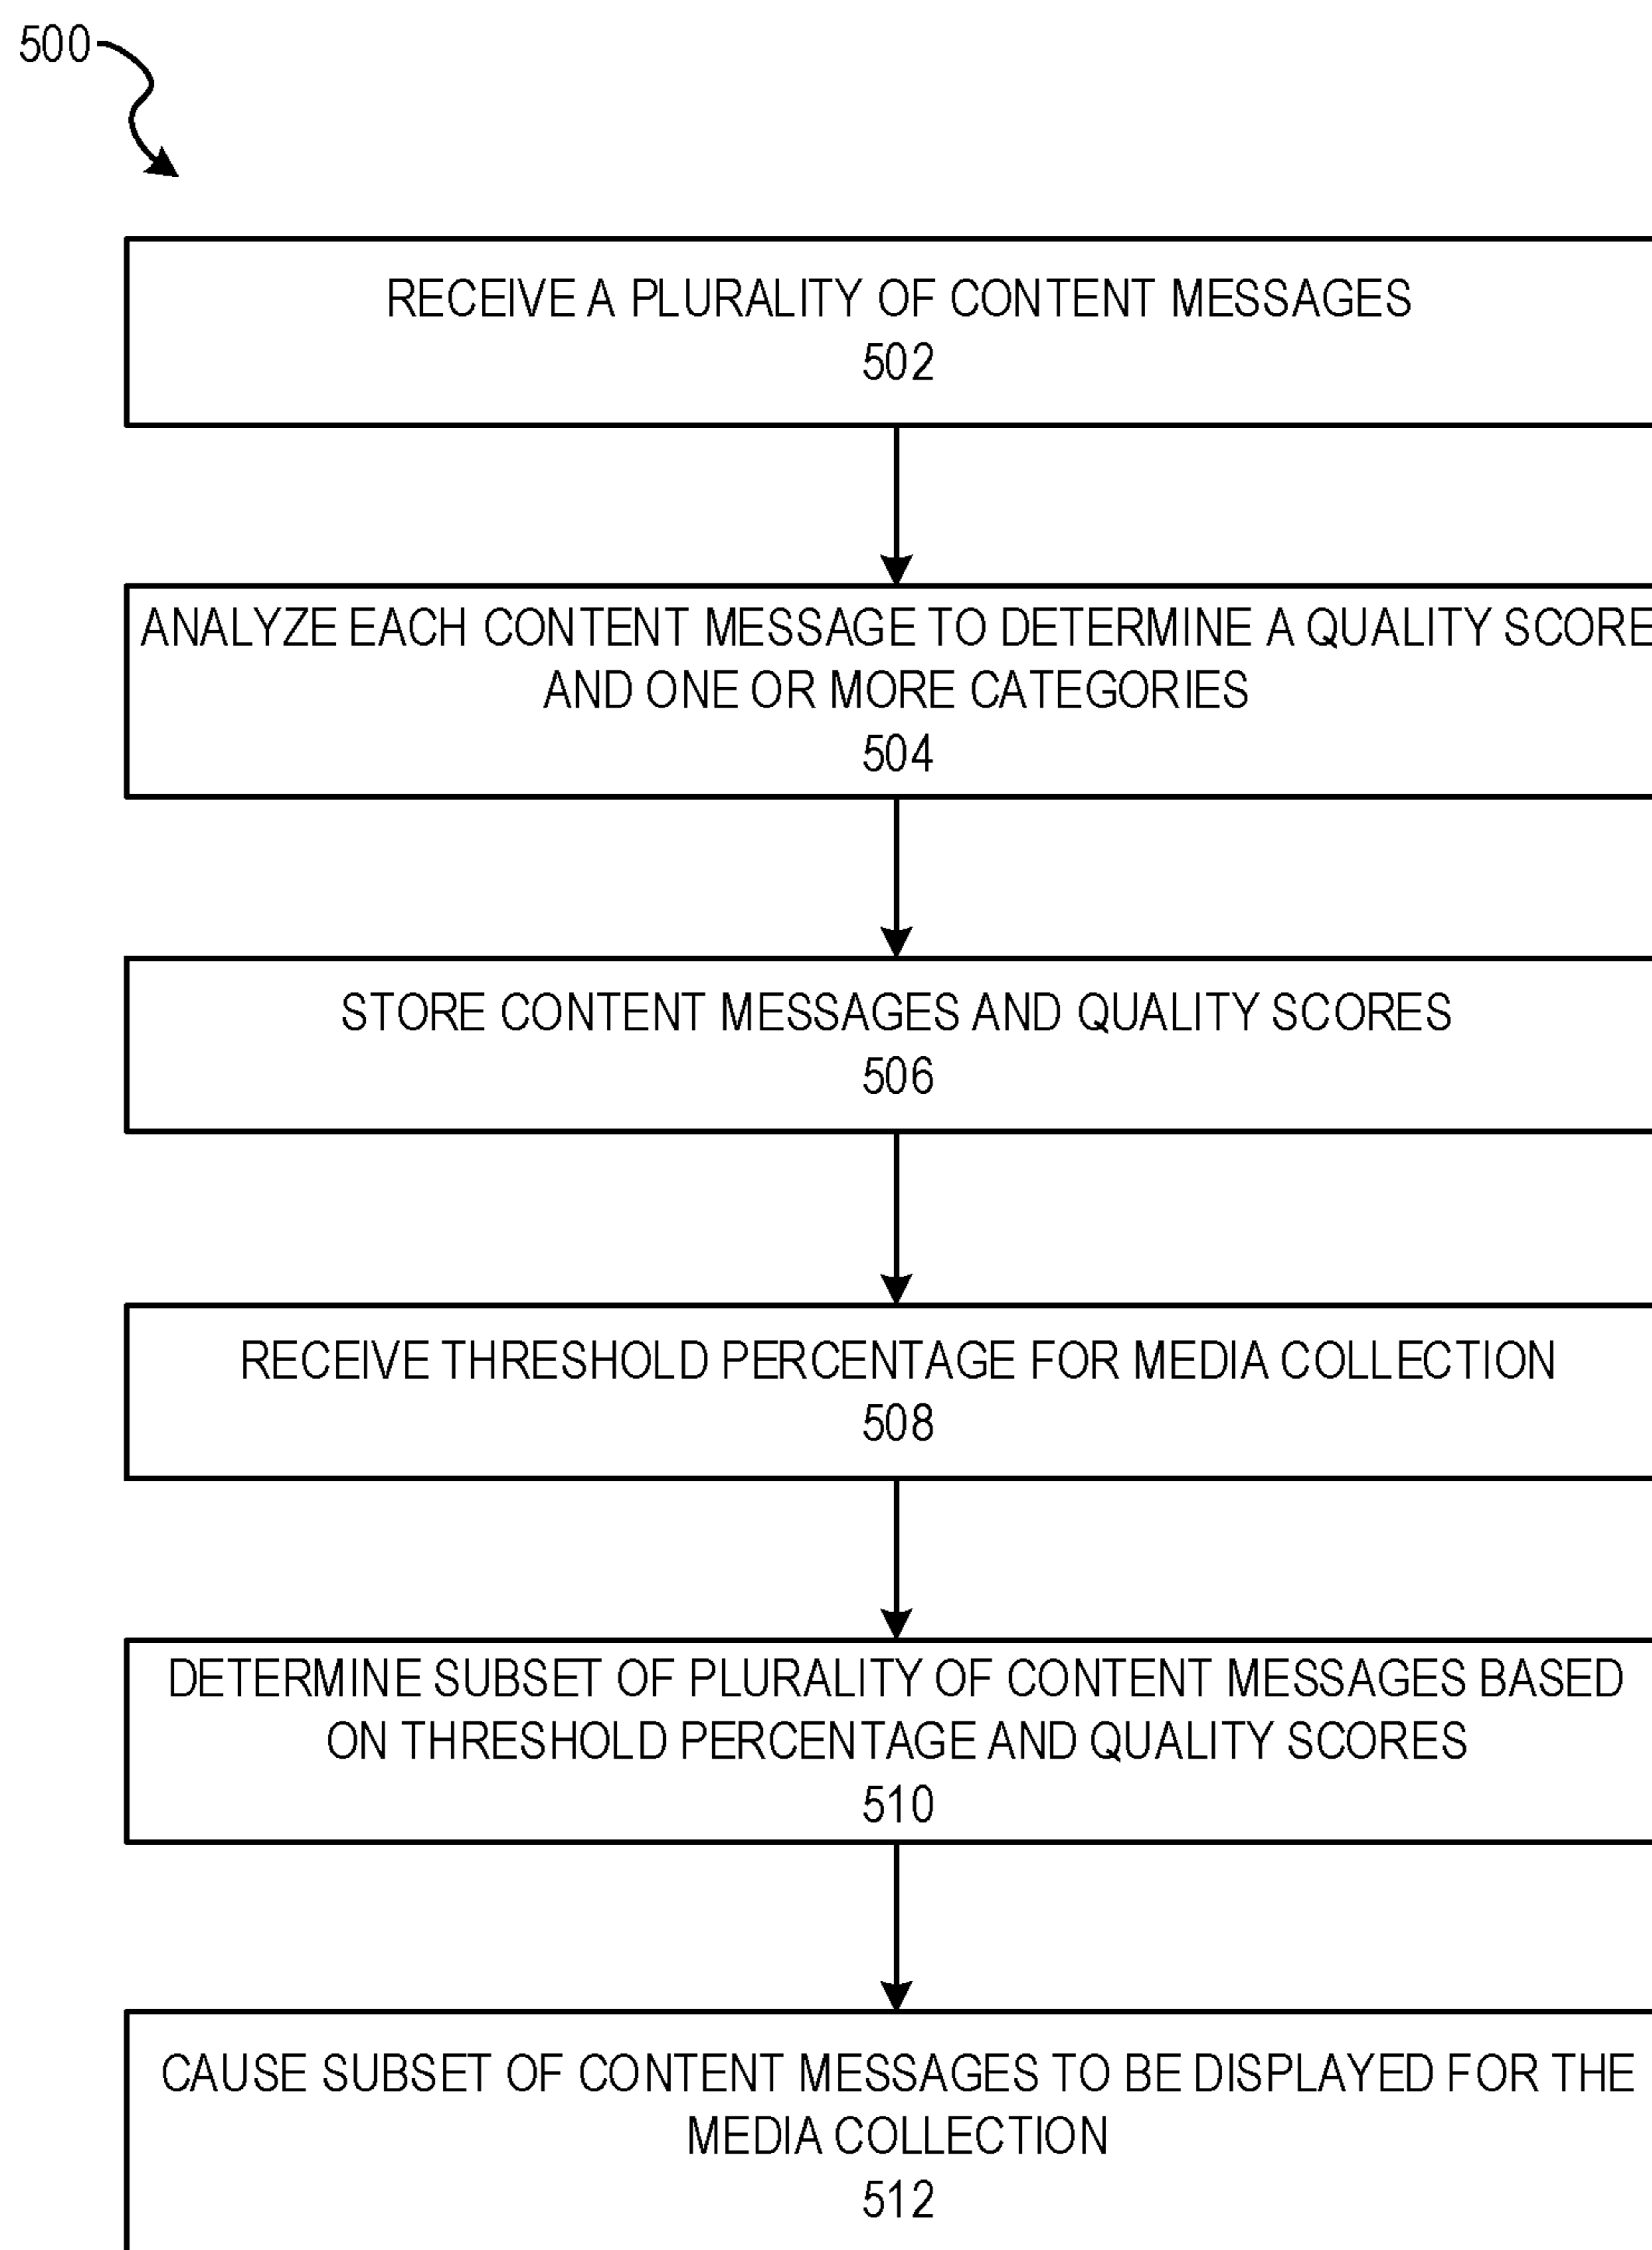 500
RECEIVE A PLURALITY OF CONTENT MESSAGES
502
ANALYZE EACH CONTENT MESSAGE TO DETERMINE A QUALITY SCORE
AND ONE OR MORE CATEGORIES
504
STORE CONTENT MESSAGES AND QUALITY SCORES
506
RECEIVE THRESHOLD PERCENTAGE FOR MEDIA COLLECTION
508
DETERMINE SUBSET OF PLURALITY OF CONTENT MESSAGES BASED
ON THRESHOLD PERCENTAGE AND QUALITY SCORES
510
CAUSE SUBSET OF CONTENT MESSAGES TO BE DISPLAYED FOR THE
MEDIA COLLECTION
512